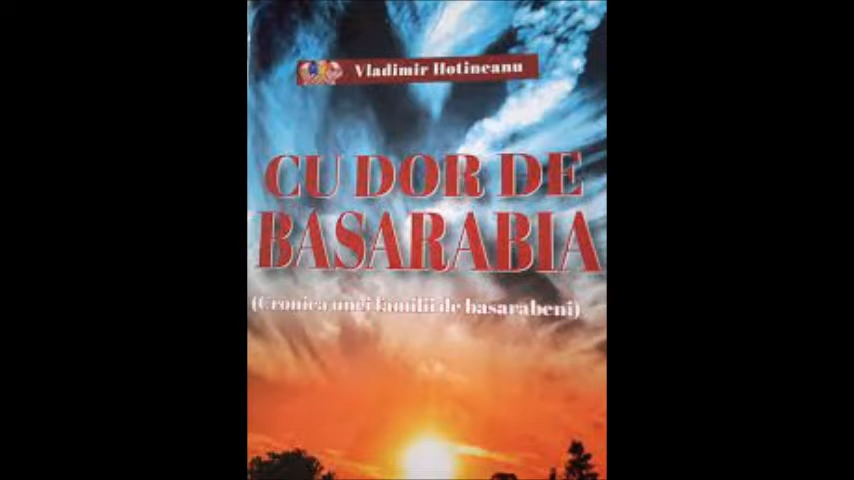 Vladimir Hotineanu
CU DOR DE
BASARABIA
(Cronica unei familii de basarabeni)